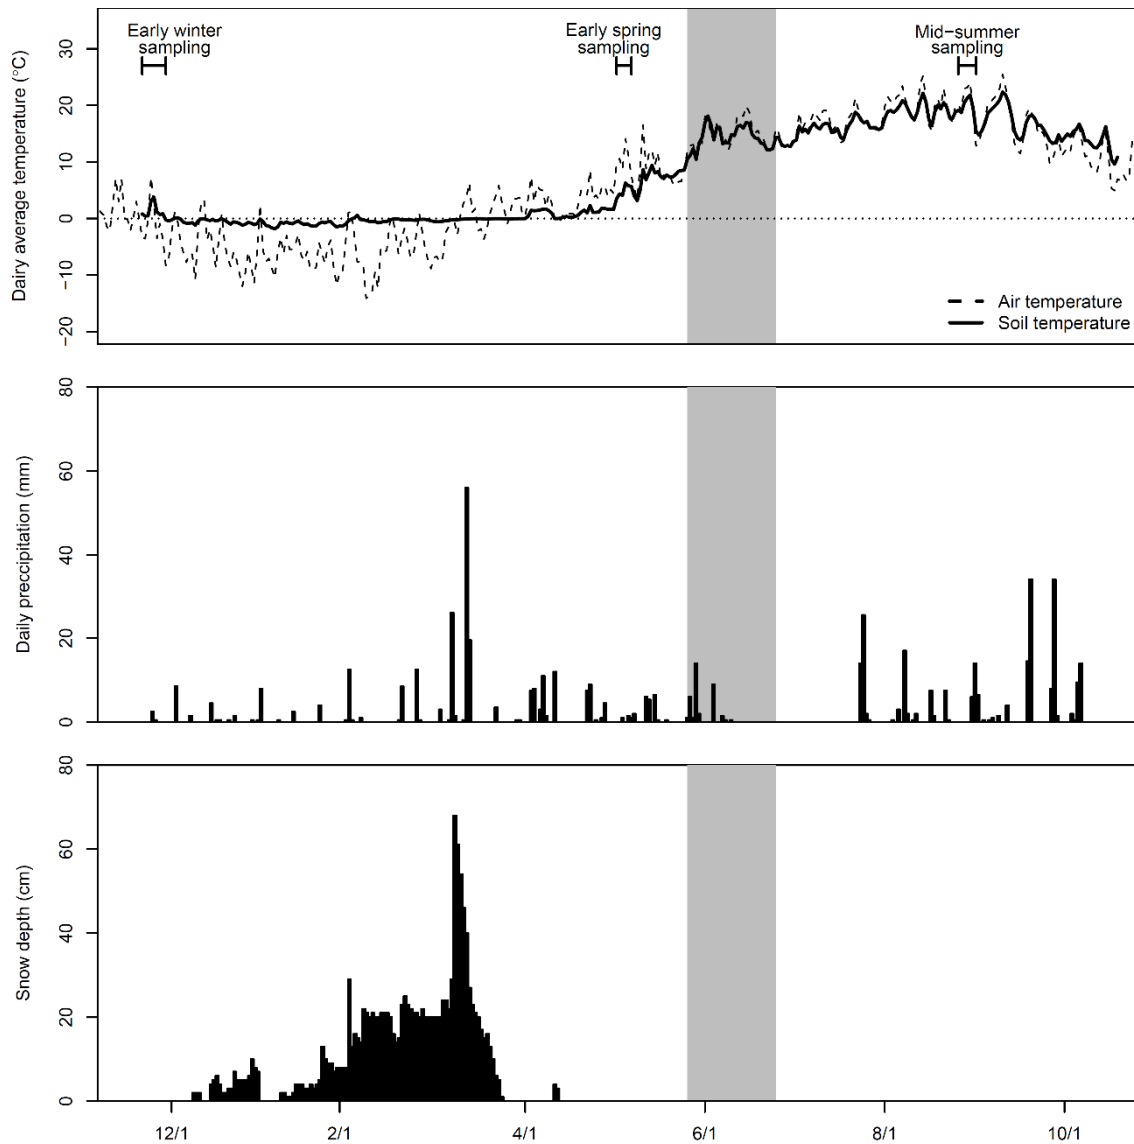 Early winter
sampling
Early spring
sampling
Mid−summer
sampling
Dairy average temperature (°C)
30
20
10
0
−10
−20
Air temperature
Soil temperature
Daily preccipitation (mm)
80
60
40
20
0
Snow depth (cm)
80
60
40
20
0
12/1 2/1 4/1 6/1 8/1 10/1